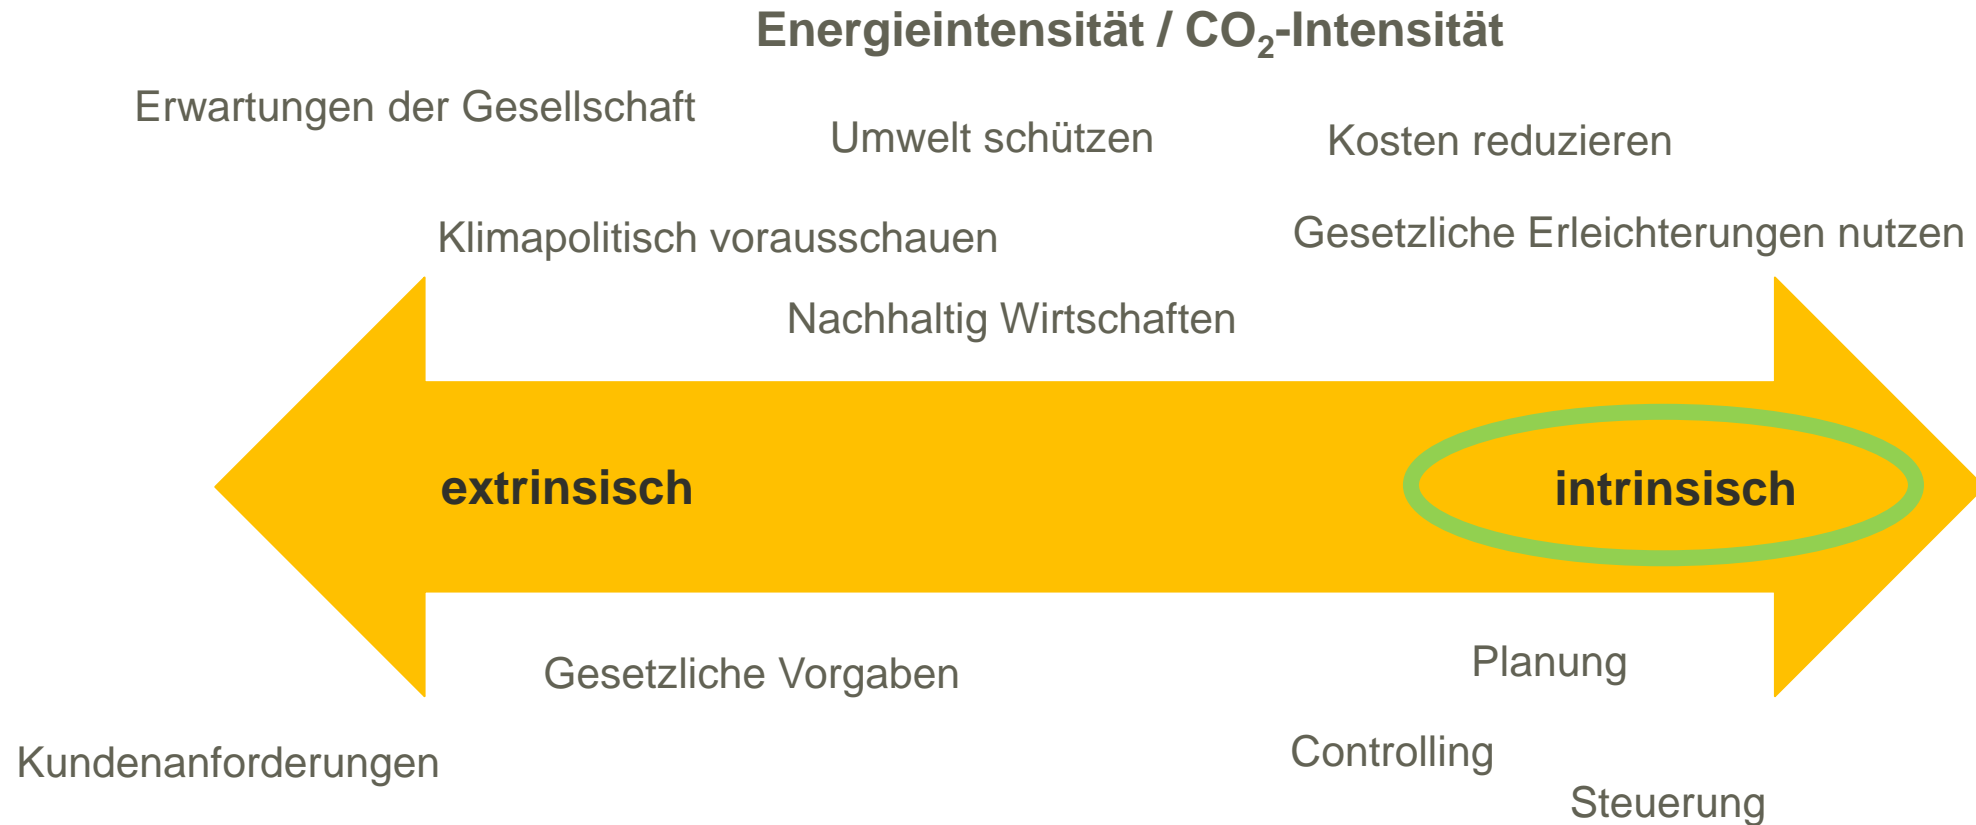 Energieintensität / CO₂-Intensität
Erwartungen der Gesellschaft
Umwelt schützen
Kosten reduzieren
Klimapolitisch vorausschauen
Gesetzliche Erleichterungen nutzen
Nachhaltig Wirtschaften
extrinsisch
intrinsisch
Gesetzliche Vorgaben
Planung
Kundenanforderungen
Controlling
Steuerung